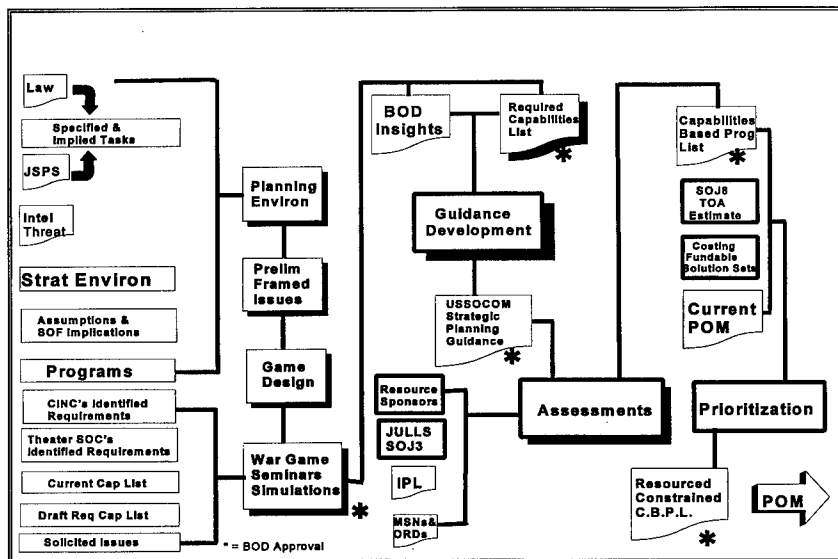 Law
Specified &
Implied Tasks
JSPS
Intel
Threat
Strat Environ
Assumptions &
SOF Implications
Programs
CINC's Identified
Requirements
Theater SOC's
Identified Requirements
Current Cap List
Draft Req Cap List
Solicited Issues
Planning
Environ
Prelim
Framed
Issues
Game
Design
War Game
Seminars
Simulations
*
* = BOD Approval
BOD
Insights
Required
Capabilities
List
*
Guidance
Development
USSOCOM
Strategic
Planning
Guidance
*
Resource
Sponsors
JULLS
SOJ3
IPL
MSNs&
ORDs
Assessments
Capabilities
Based Prog
List
*
SOJ8
TOA
Estimate
Costing
Fundable
Solution Sets
Current
POM
Prioritization
Resourced
Constrained
C.B.P.L.
*
POM